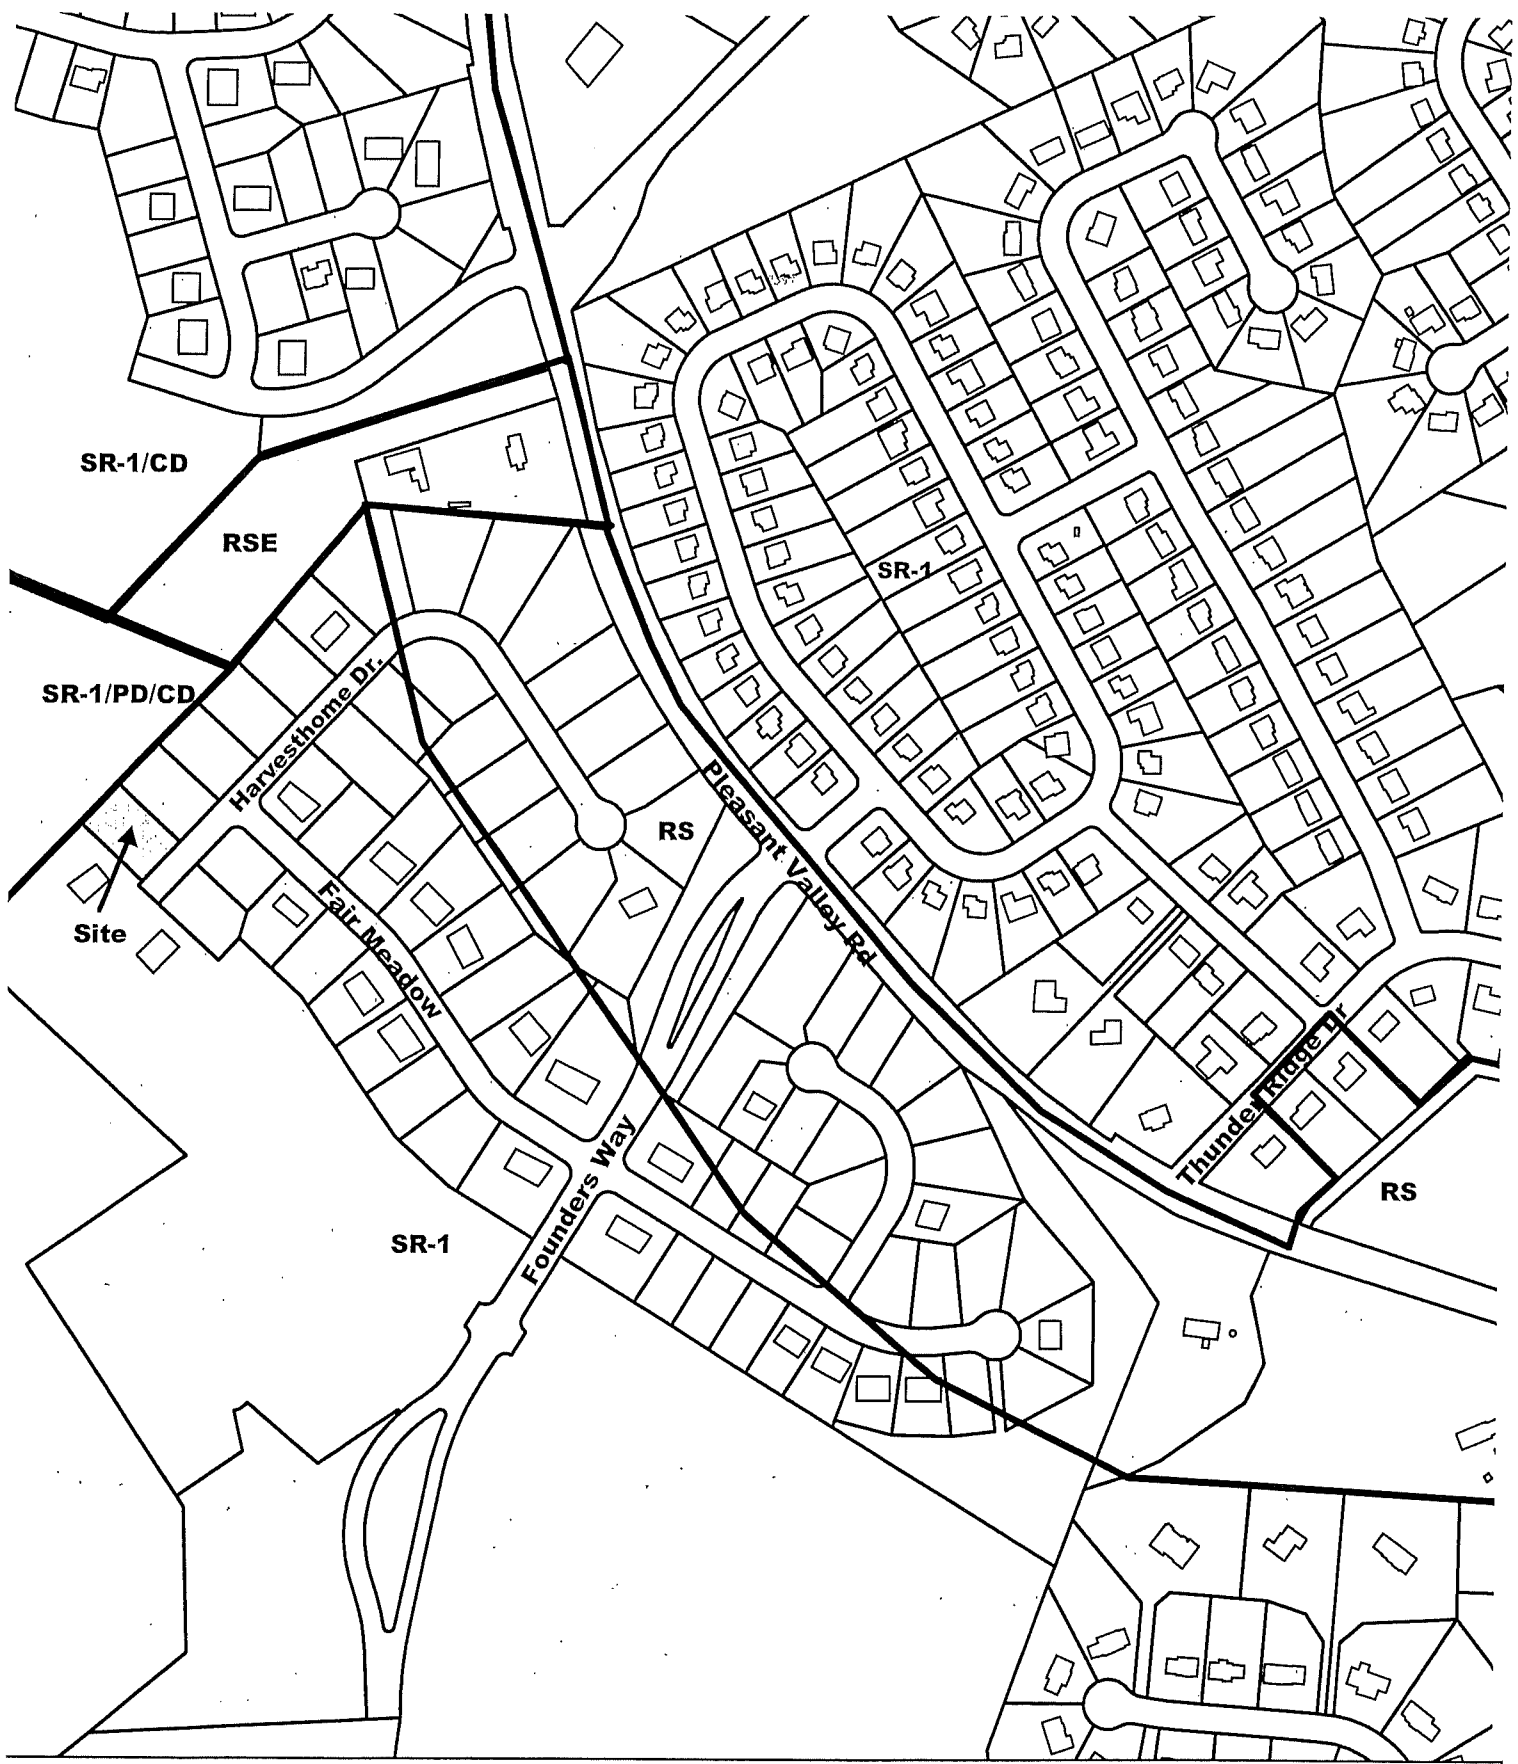 SR-1/CD
RSE
SR-1
SR-1/PD/CD
Harvesthome Dr.
Pleasant Valley Rd
RS
Site
Fair Meadow
Thunder Ridge Dr
RS
Founders Way
SR-1